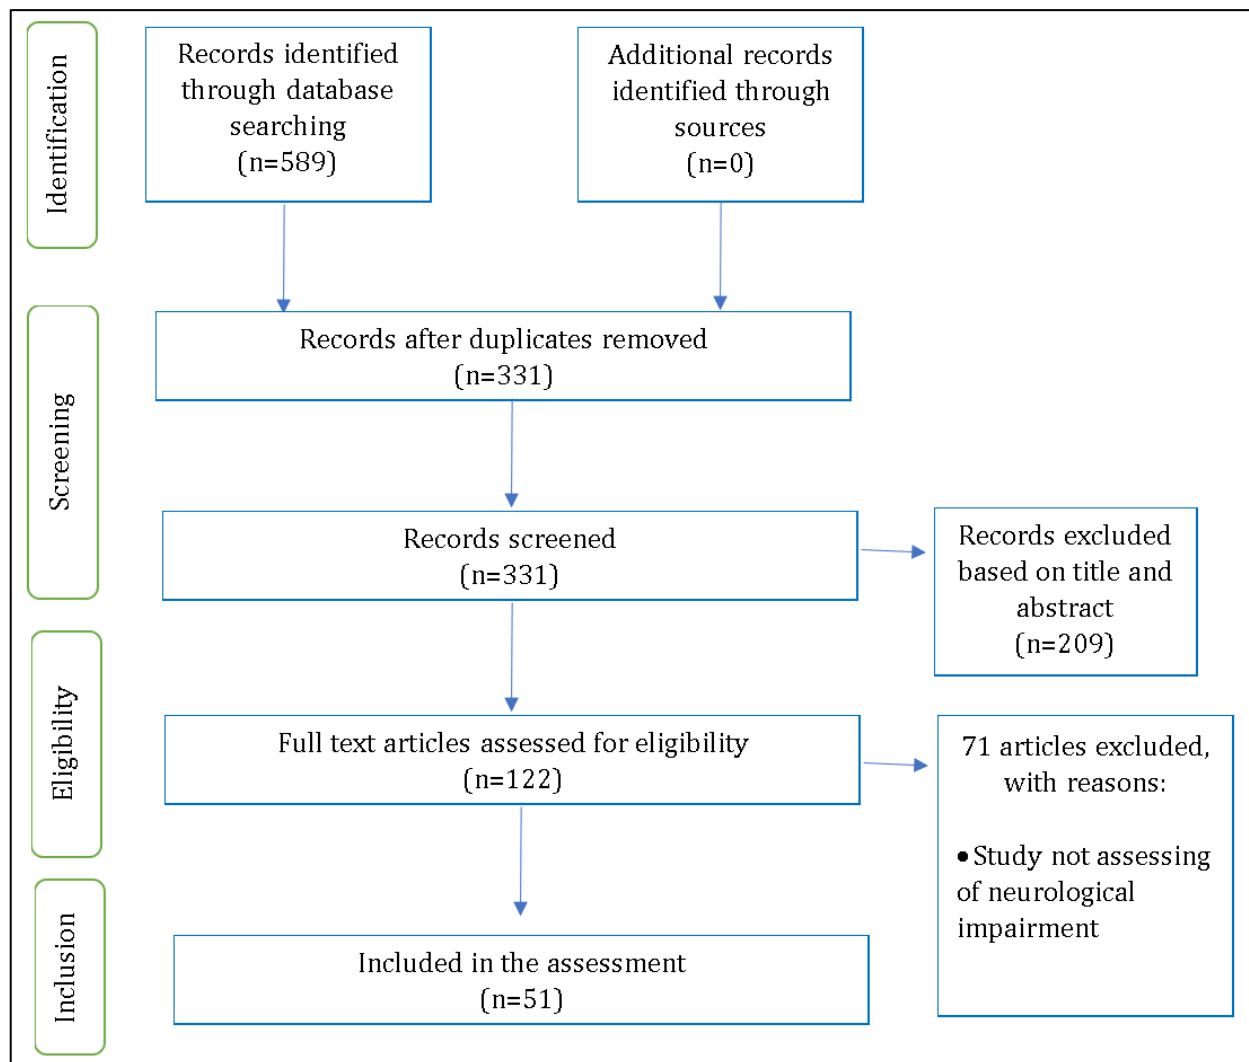 Identification
Records identified
through database
searching
(n=589)
Additional records
identified through
sources
(n=0)
Screening
Records after duplicates removed
(n=331)
Records screened
(n=331)
Records excluded
based on title and
abstract
(n=209)
Eligibility
Full text articles assessed for eligibility
(n=122)
71 articles excluded,
with reasons:
• Study not assessing
of neurological
impairment
Inclusion
Included in the assessment
(n=51)